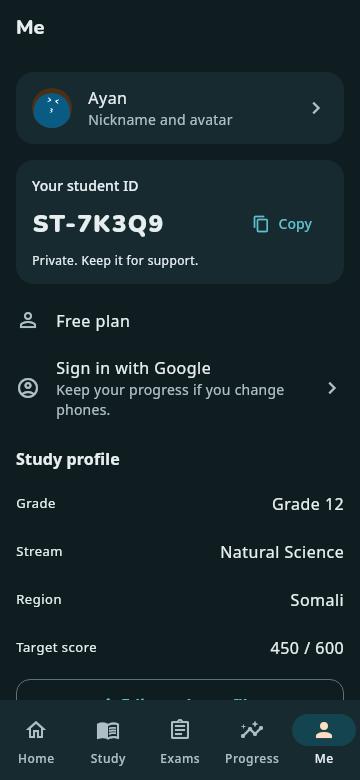 Me
Ayan
Nickname and avatar
Your student ID
ST-7K3Q9
Copy
Private. Keep it for support.
Free plan
Sign in with Google
Keep your progress if you change
phones.
Study profile
Grade
Grade 12
Stream
Natural Science
Region
Somali
Target score
450 / 600
Home
Study
Exams
Progress
Me